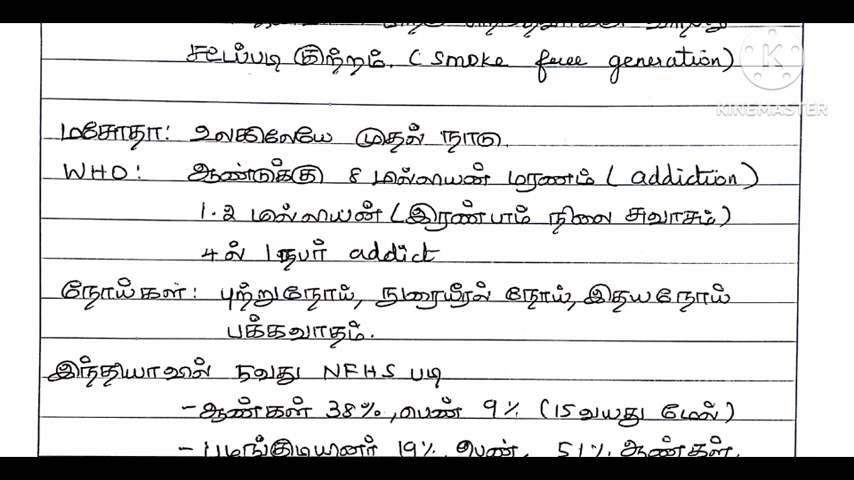 சட்டப்படி குற்றம். (Smoke free generation)
KINEMASTER
மசோதா: உலகிலேயே முதல் நாடு.
WHO: ஆண்டுக்கு 8 மில்லியன் மரணம் (addiction)
1.2 மில்லியன் (இரண்டாம் நிலை சுவாசம்)
4ல் 1நபர் addict
நோய்கள்: புற்றுநோய், நுரையீரல் நோய், இதயநோய்
பக்கவாதம்.
இந்தியாவில் 5வது NFHS படி
-ஆண்கள் 38%, பெண் 9% (15வயது மேல்)
- பழங்குடியினர் 19% பெண், 51% ஆண்கள்.